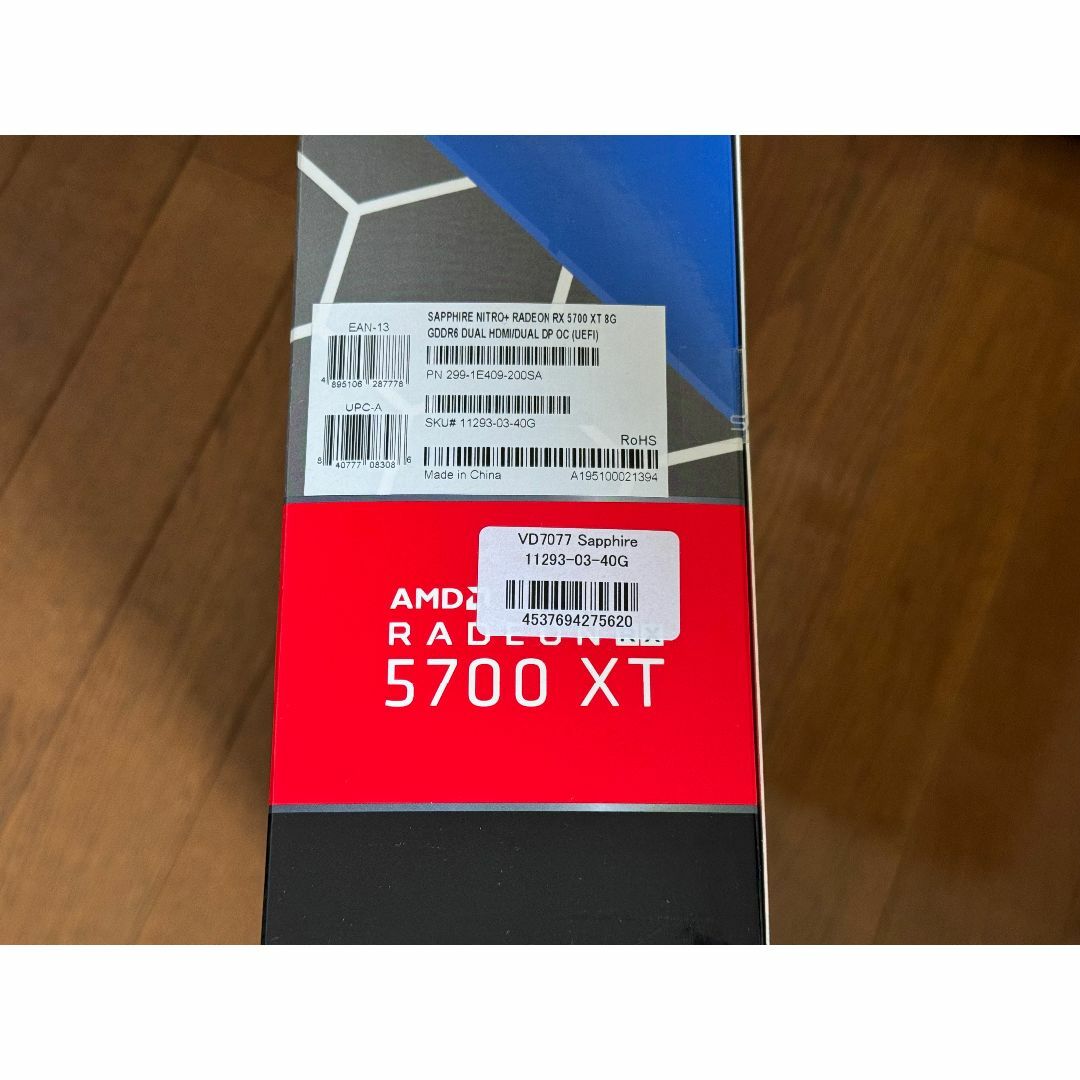 SAPPHIRE NITRO+ RADEON RX 5700 XT 8G
GDDR6 DUAL HDMI/DUAL DP OC (UEFI)
EAN-13
4 895106 287778
PN 299-1E409-200SA
UPC-A
8 40777 08308 6
SKU# 11293-03-40G
RoHS
Made in China
A195100021394
VD7077 Sapphire
11293-03-40G
4537694275620
AMD
RADEON RX
5700 XT